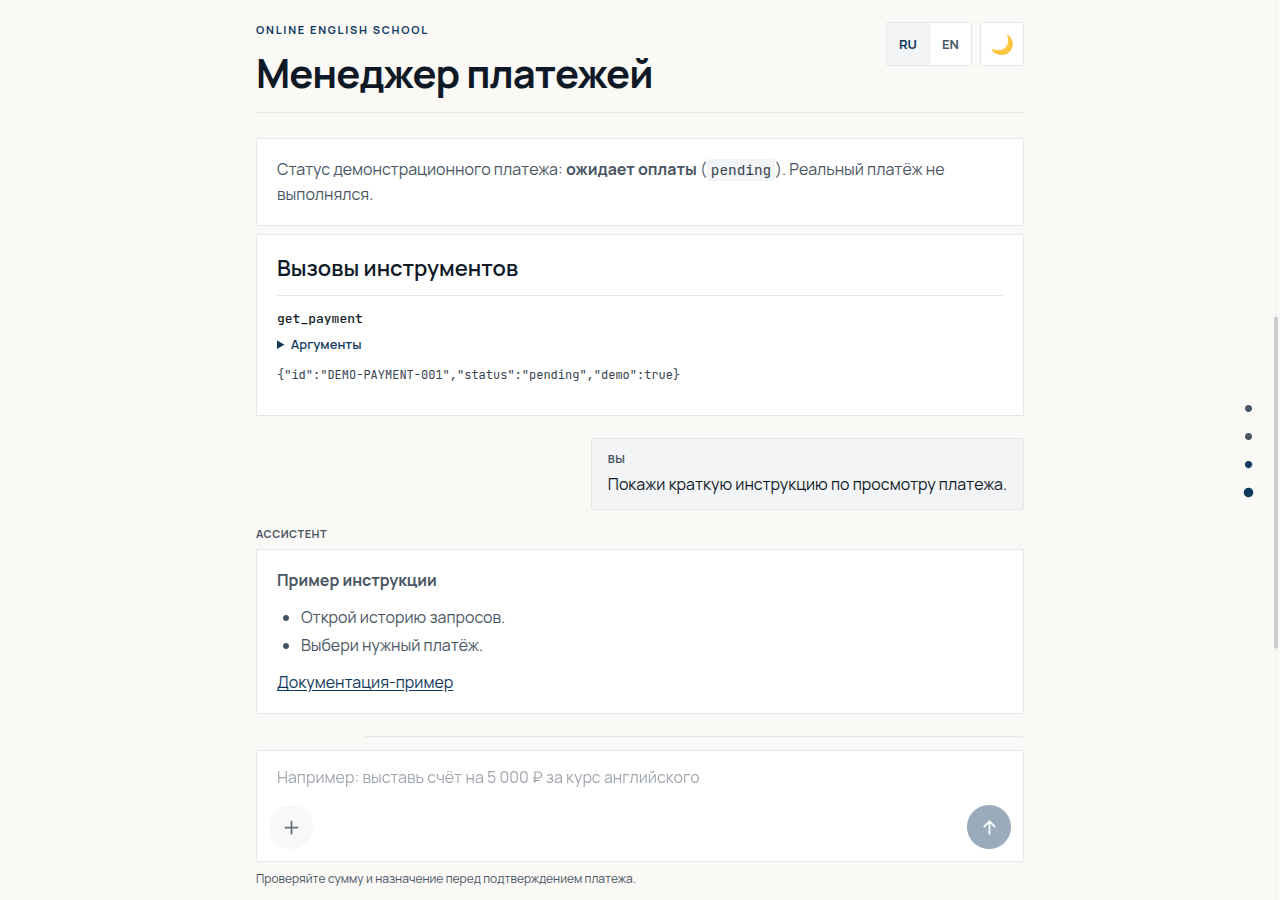 ONLINE ENGLISH SCHOOL
RU EN
Менеджер платежей
Статус демонстрационного платежа: ожидает оплаты (pending). Реальный платёж не
выполнялся.
Вызовы инструментов
get_payment
Аргументы
{"id":"DEMO-PAYMENT-001","status":"pending","demo":true}
ВЫ
Покажи краткую инструкцию по просмотру платежа.
АССИСТЕНТ
Пример инструкции
Открой историю запросов.
Выбери нужный платёж.
Документация-пример
Например: выставь счёт на 5 000 ₽ за курс английского
Проверяйте сумму и назначение перед подтверждением платежа.